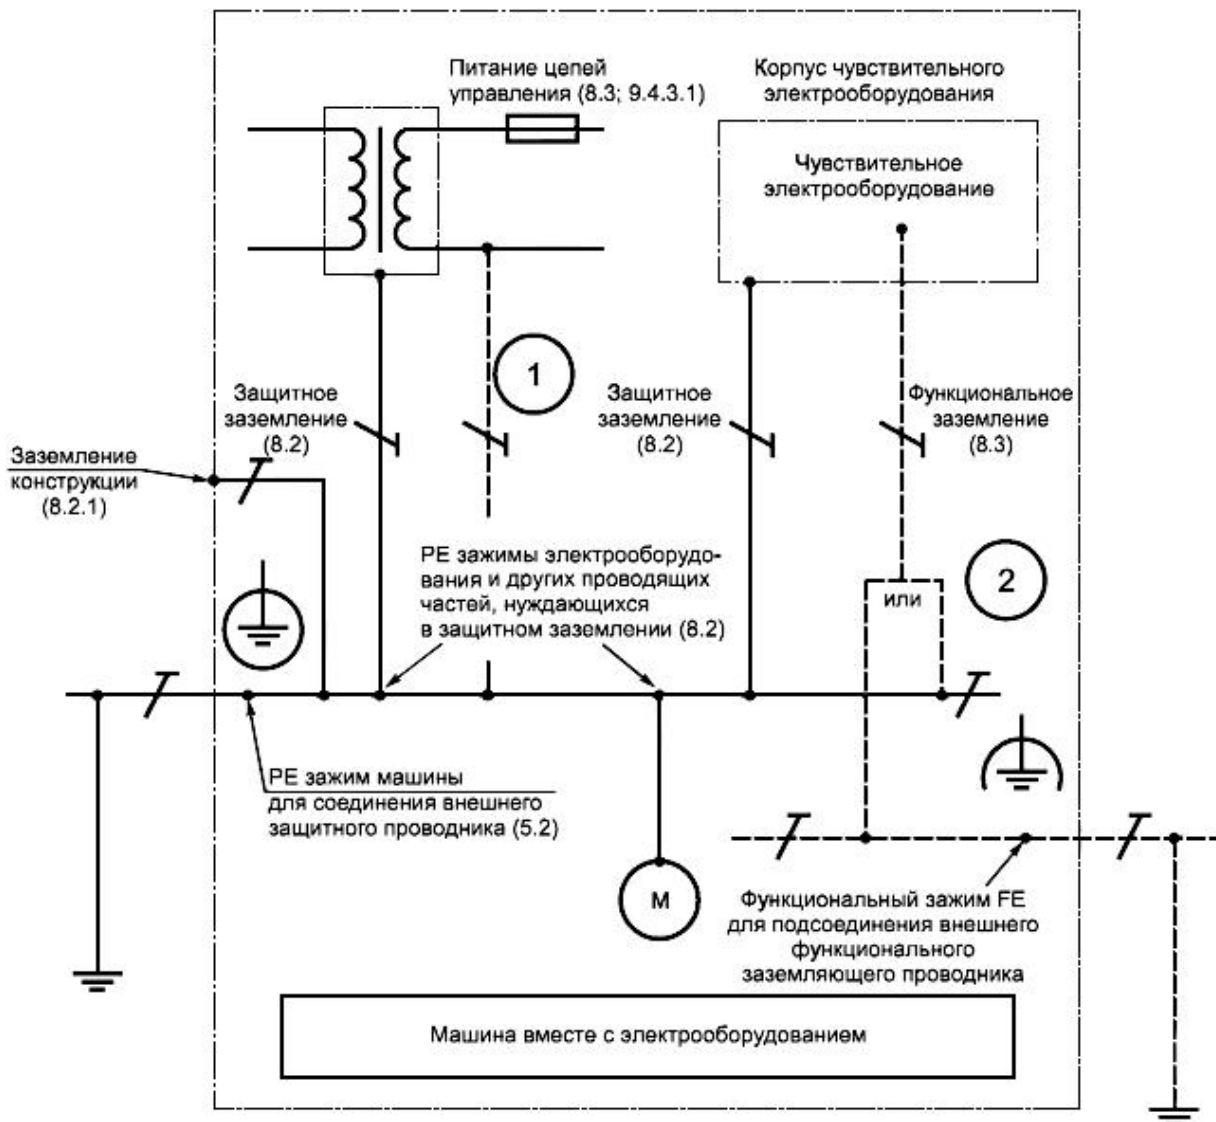 Питание цепей
управления (8.3; 9.4.3.1)
Корпус чувствительного
электрооборудования
Чувствительное
электрооборудование
1
Защитное
заземление
(8.2)
Защитное
заземление
(8.2)
Функциональное
заземление
(8.3)
Заземление
конструкции
(8.2.1)
PE зажимы электрооборудо-
вания и других проводящих
частей, нуждающихся
в защитном заземлении (8.2)
2
или
PE зажим машины
для соединения внешнего
защитного проводника (5.2)
M
Функциональный зажим FE
для подсоединения внешнего
функционального
заземляющего проводника
Машина вместе с электрооборудованием